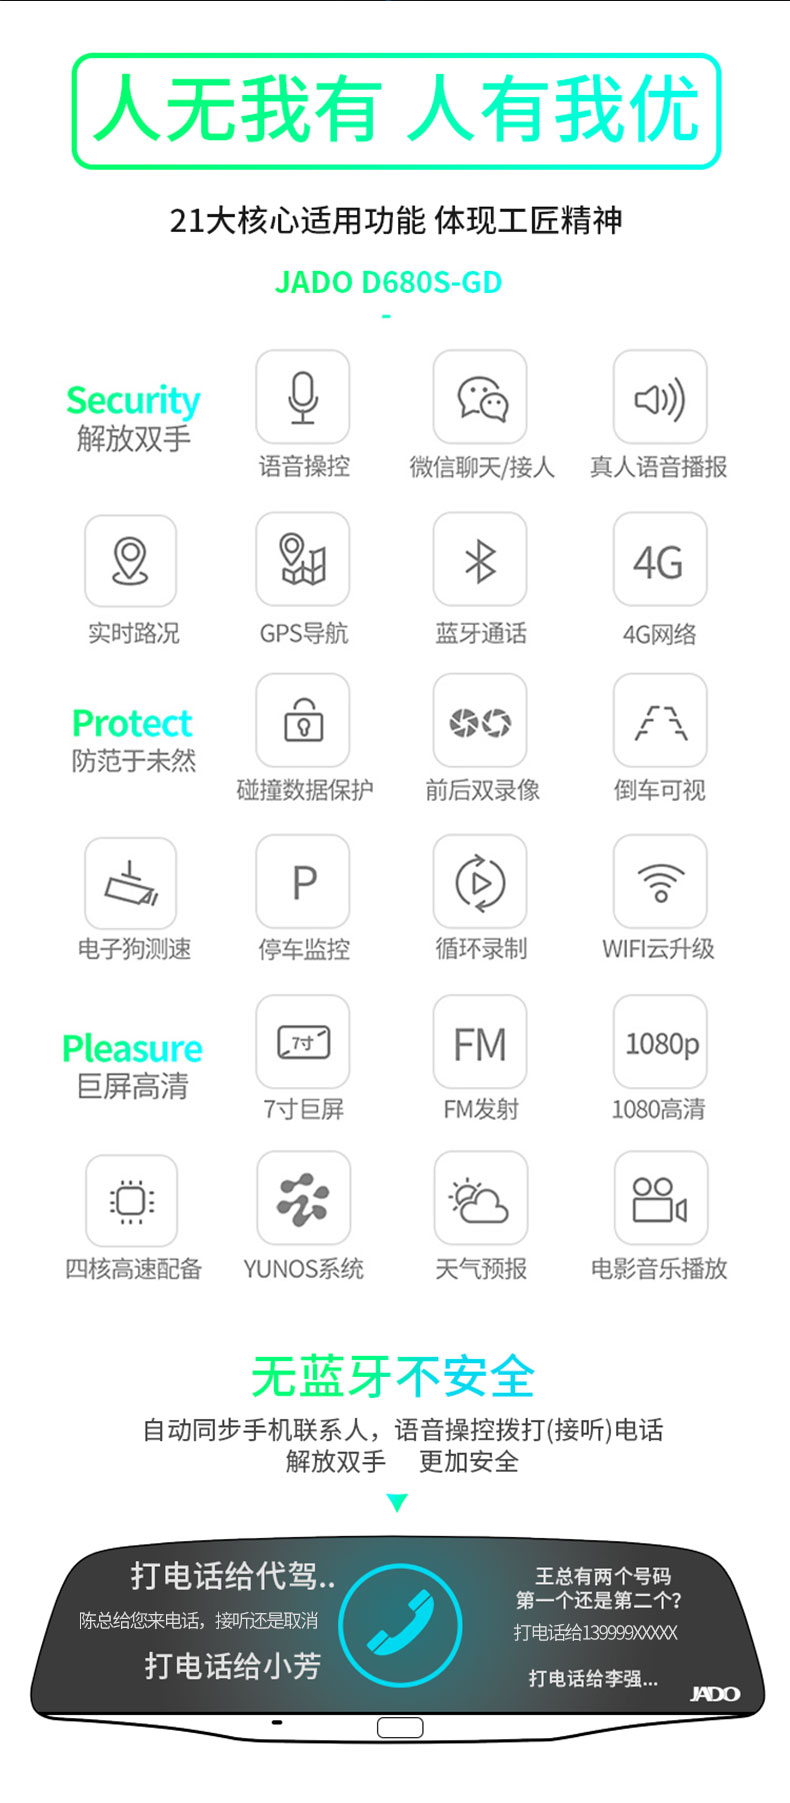 人无我有 人有我优
21大核心适用功能 体现工匠精神
JADO D680S-GD
-
Security
解放双手
语音操控
微信聊天/接人
真人语音播报
4G
实时路况
GPS导航
蓝牙通话
4G网络
Protect
防范于未然
碰撞数据保护
前后双录像
倒车可视
P
电子狗测速
停车监控
循环录制
WIFI云升级
Pleasure
巨屏高清
7寸
FM
1080p
7寸巨屏
FM发射
1080高清
四核高速配备
YUNOS系统
天气预报
电影音乐播放
无蓝牙不安全
自动同步手机联系人，语音操控拨打(接听)电话
解放双手 更加安全
打电话给代驾..
陈总给您来电话，接听还是取消
打电话给小芳
王总有两个号码
第一个还是第二个?
打电话给139999XXXXX
打电话给李强...
JADO